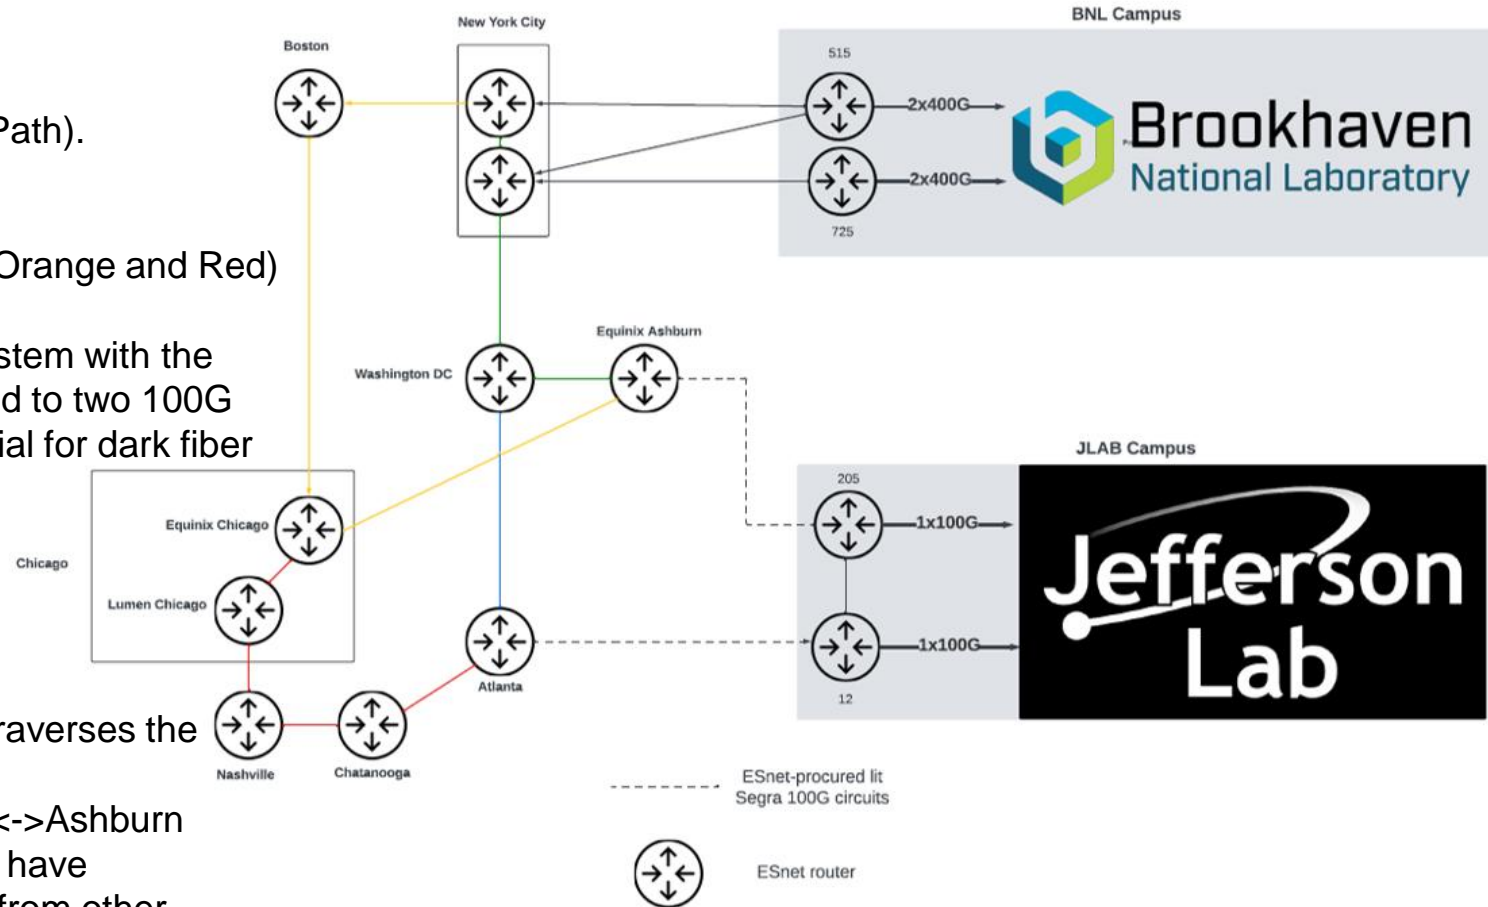 Path).
Orange and Red)
stem with the
d to two 100G
ial for dark fiber
raverses the
<->Ashburn
have
from other
New York City
Boston
BNL Campus
515
2x400G
2x400G
725
Brookhaven
National Laboratory
Equinix Ashburn
Washington DC
JLAB Campus
205
1x100G
1x100G
12
Jefferson
Lab
Equinix Chicago
Chicago
Lumen Chicago
Atlanta
Nashville
Chatanooga
ESnet-procured lit
Segra 100G circuits
ESnet router